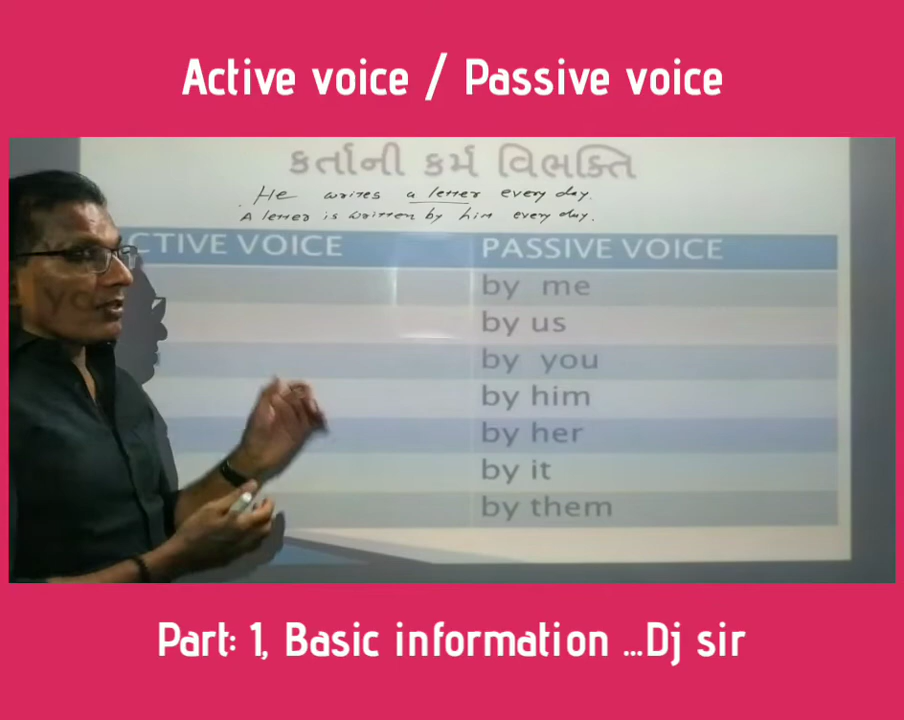 Active voice / Passive voice
કર્તાની કર્મ વિભક્તિ
He writes a letter every day.
A letter is written by him every day.
CTIVE VOICE PASSIVE VOICE
by me
by us
by you
by him
by her
by it
by them
Part: 1, Basic information ...Dj sir